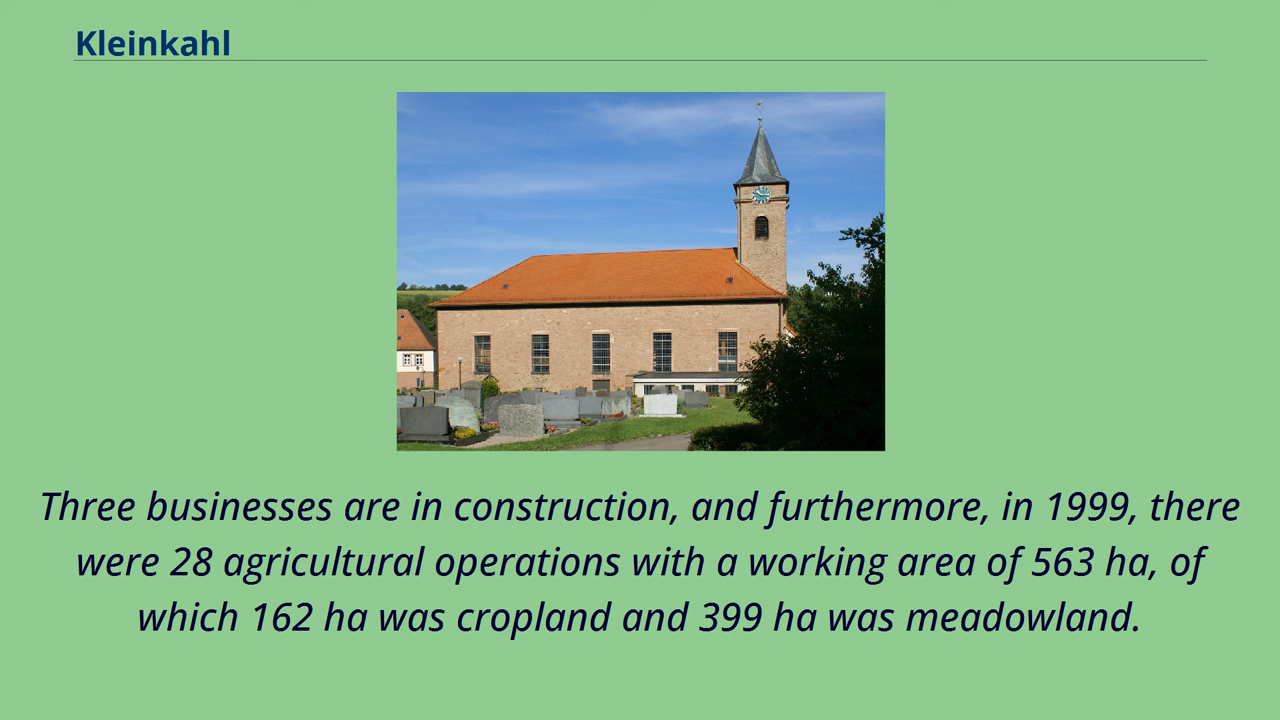 Kleinkahl
Three businesses are in construction, and furthermore, in 1999, there
were 28 agricultural operations with a working area of 563 ha, of
which 162 ha was cropland and 399 ha was meadowland.